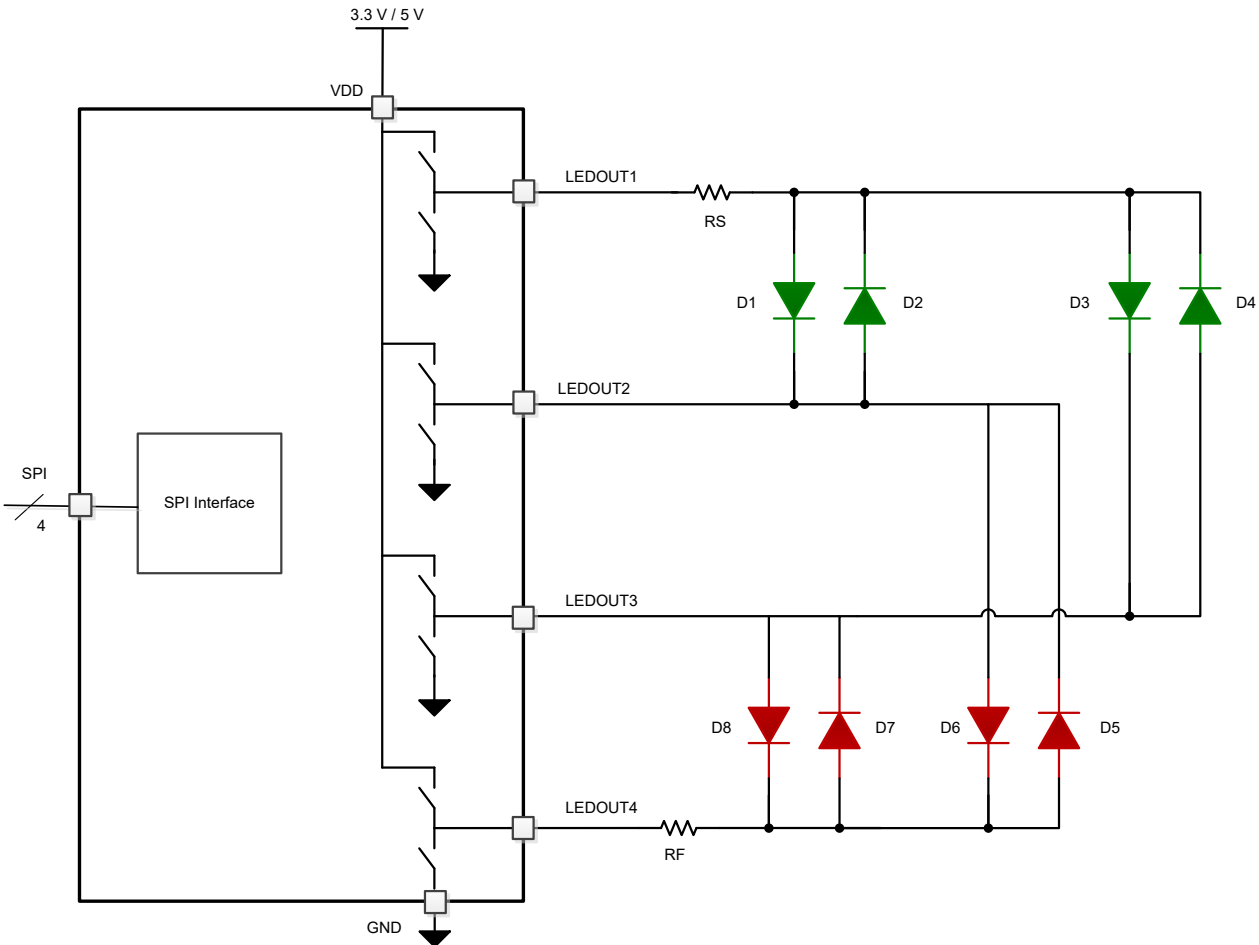 3.3 V / 5 V
VDD
LEDOUT1
RS
D1
D2
D3
D4
LEDOUT2
SPI
4
SPI Interface
LEDOUT3
D8
D7
D6
D5
LEDOUT4
RF
GND